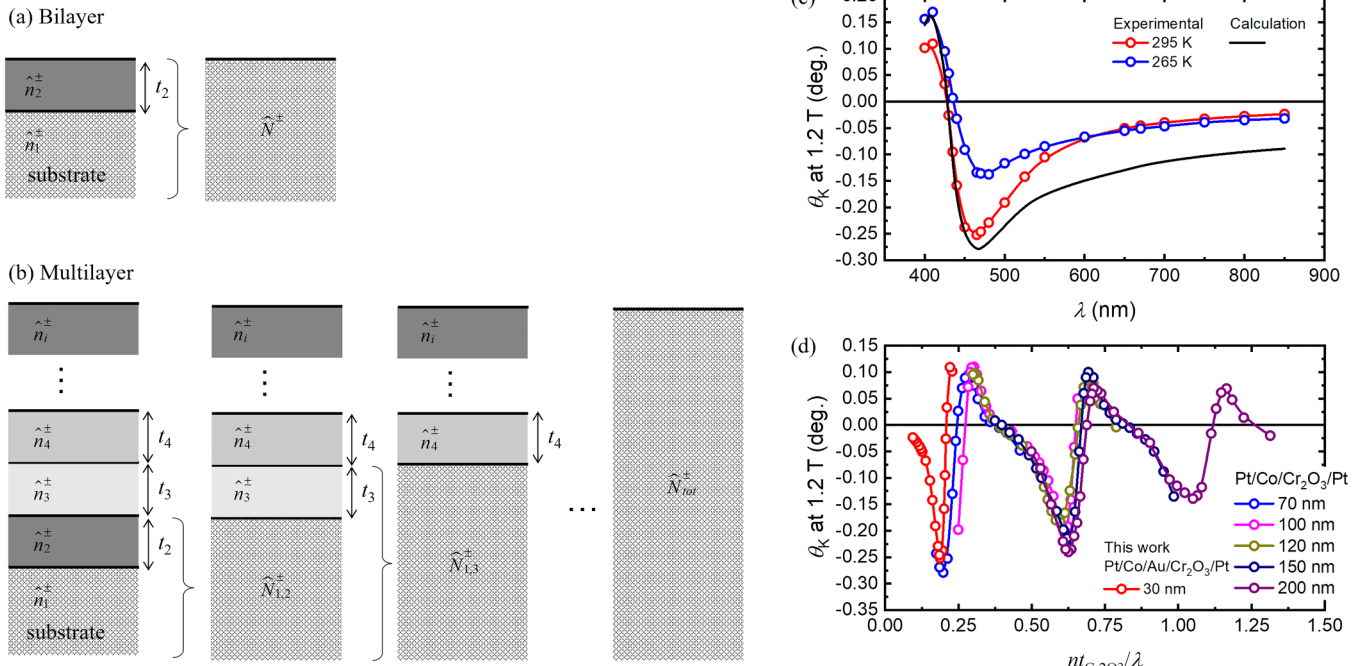 (a) Bilayer
n̂₂±
t₂
n̂₁±
substrate
N̂±
(b) Multilayer
n̂ᵢ±
⋮
n̂₄±
t₄
n̂₃±
t₃
n̂₂±
t₂
n̂₁±
substrate
n̂ᵢ±
⋮
n̂₄±
t₄
n̂₃±
t₃
N̂₁,₂±
n̂ᵢ±
⋮
n̂₄±
t₄
N̂₁,₃±
...
N̂tot±
0.15
0.10
0.05
0.00
-0.05
-0.10
-0.15
-0.20
-0.25
-0.30
θK at 1.2 T (deg.)
Experimental Calculation
295 K
265 K
400 500 600 700 800 900
λ (nm)
(d)
0.15
0.10
0.05
0.00
-0.05
-0.10
-0.15
-0.20
-0.25
-0.30
-0.35
θK at 1.2 T (deg.)
Pt/Co/Cr₂O₃/Pt
70 nm
100 nm
120 nm
150 nm
200 nm
This work
Pt/Co/Au/Cr₂O₃/Pt
30 nm
0.00 0.25 0.50 0.75 1.00 1.25 1.50